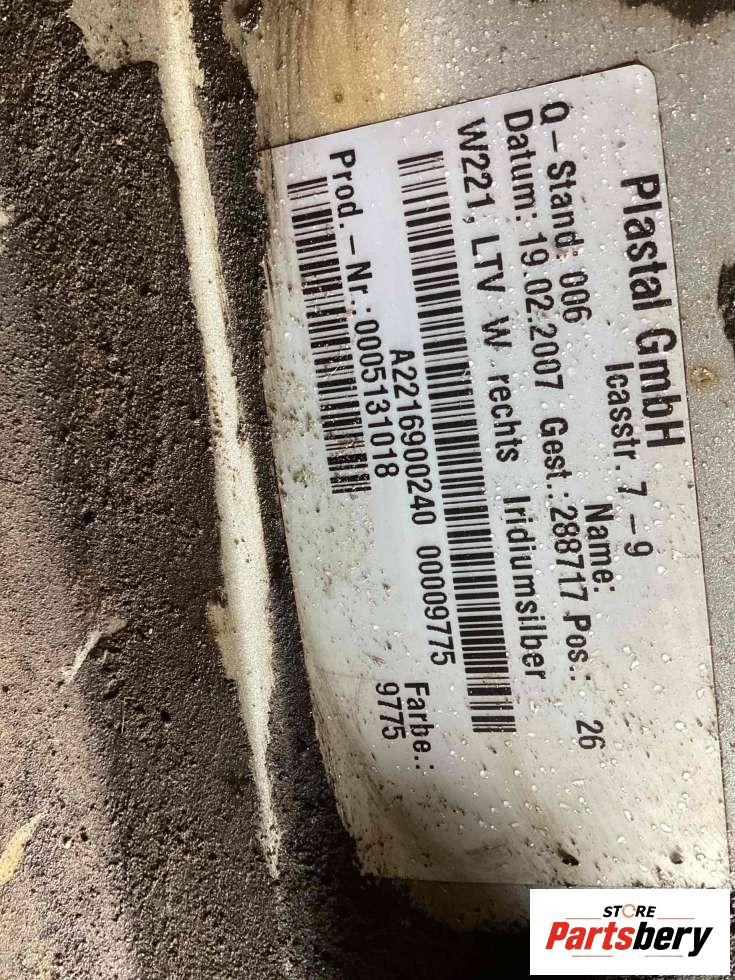 Plastal GmbH
Icasstr. 7-9
Q-Stand: 006 Name:
Datum: 19.02.2007 Gest.: 288717 Pos.: 26
W221, LTV W rechts Iridiumsilber
A2216900240 00009775
Prod.-Nr.:0005131018
Farbe.:
9775
STORE
Partsbery